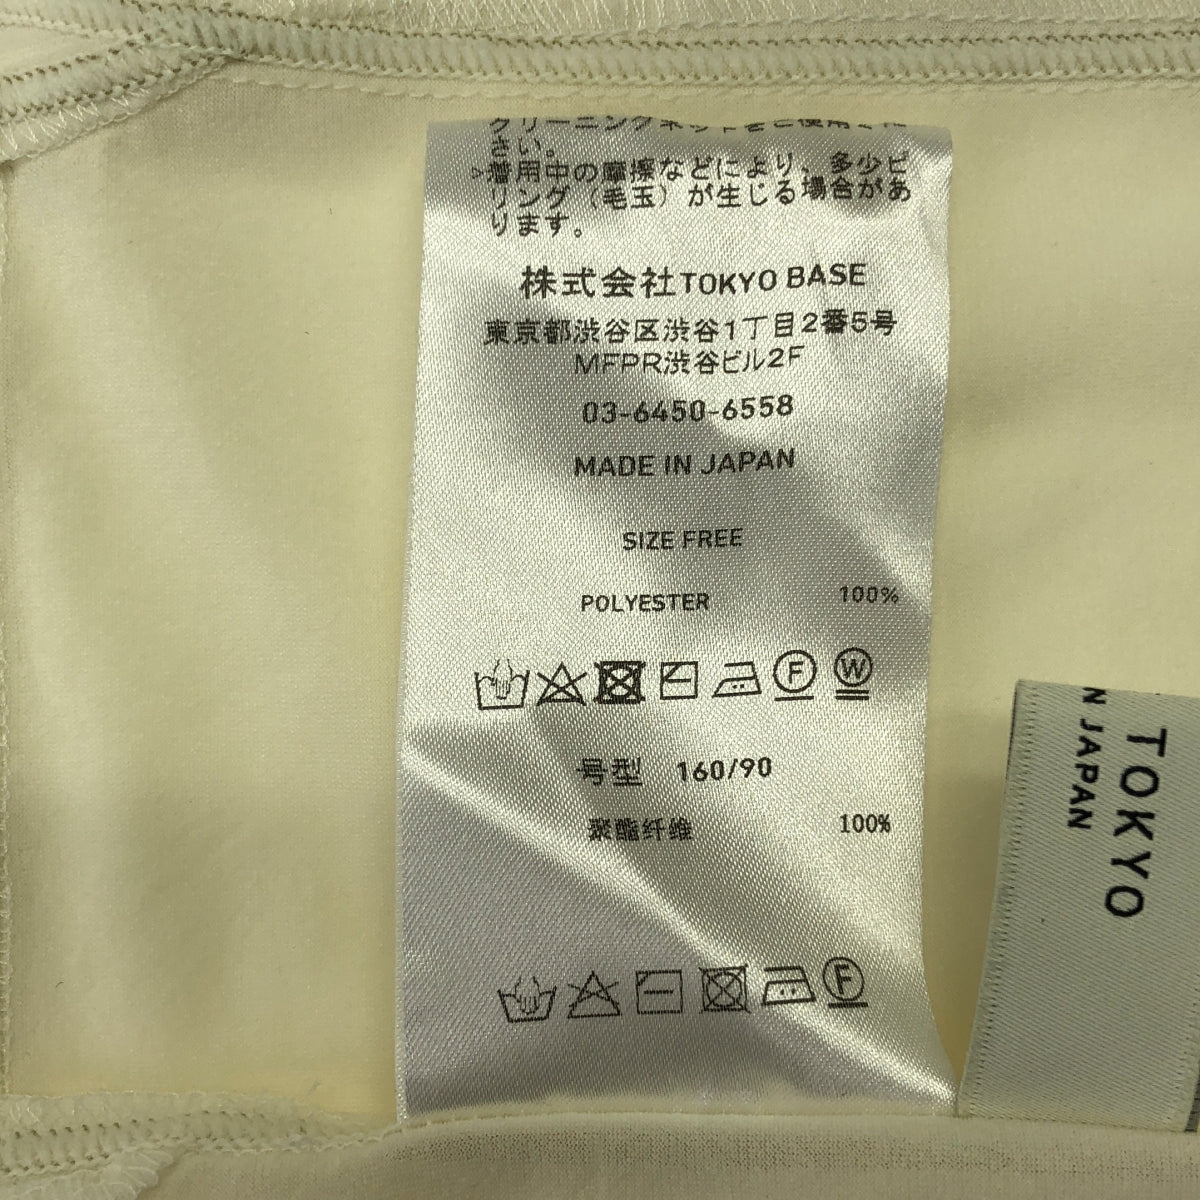 クリーニングネットをご使用くだ
さい。
>着用中の摩擦などにより、多少ピ
リング（毛玉）が生じる場合があ
ります。
株式会社TOKYO BASE
東京都渋谷区渋谷1丁目2番5号
MFPR渋谷ビル2F
03-6450-6558
MADE IN JAPAN
SIZE FREE
POLYESTER 100%
F W
号型 160/90
聚酯纤维 100%
F
TOKYO
N JAPAN